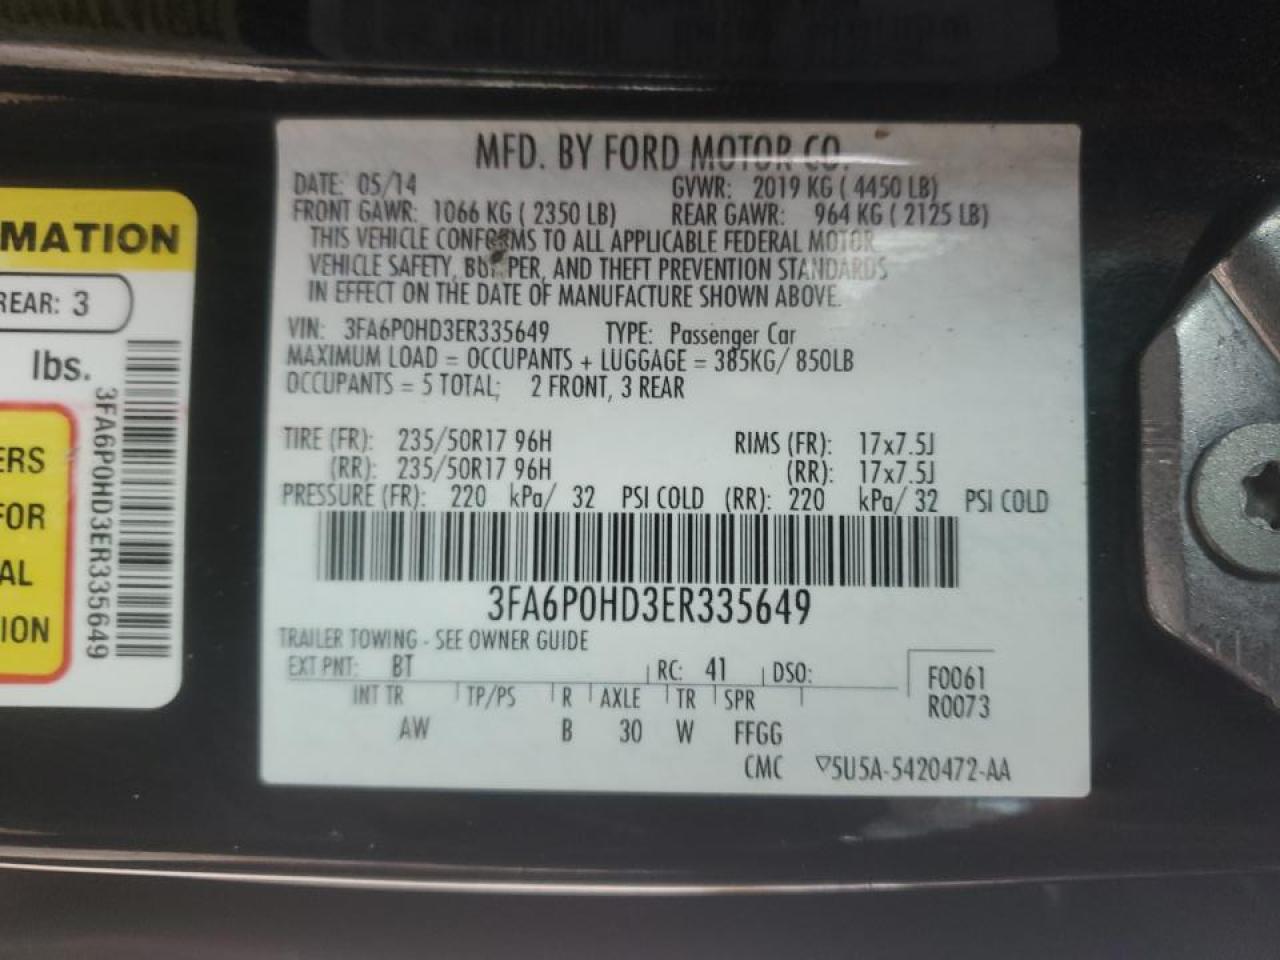 MFD. BY FORD MOTOR CO.
DATE: 05/14 GVWR: 2019 KG ( 4450 LB)
FRONT GAWR: 1066 KG ( 2350 LB) REAR GAWR: 964 KG ( 2125 LB)
THIS VEHICLE CONFORMS TO ALL APPLICABLE FEDERAL MOTOR
VEHICLE SAFETY, BUMPER, AND THEFT PREVENTION STANDARDS
IN EFFECT ON THE DATE OF MANUFACTURE SHOWN ABOVE.
VIN: 3FA6P0HD3ER335649 TYPE: Passenger Car
MAXIMUM LOAD = OCCUPANTS + LUGGAGE = 385KG/ 850LB
OCCUPANTS = 5 TOTAL; 2 FRONT, 3 REAR
TIRE (FR): 235/50R17 96H RIMS (FR): 17x7.5J
(RR): 235/50R17 96H (RR): 17x7.5J
PRESSURE (FR): 220 kPa/ 32 PSI COLD (RR): 220 kPa/ 32 PSI COLD
3FA6P0HD3ER335649
TRAILER TOWING - SEE OWNER GUIDE
EXT PNT: BT RC: 41 DSO:
INT TR TP/PS R AXLE TR SPR
AW B 30 W FFGG
F0061
R0073
CMC ▽5U5A-5420472-AA
MATION
REAR: 3
lbs.
3FA6P0HD3ER335649
ERS
FOR
AL
ION